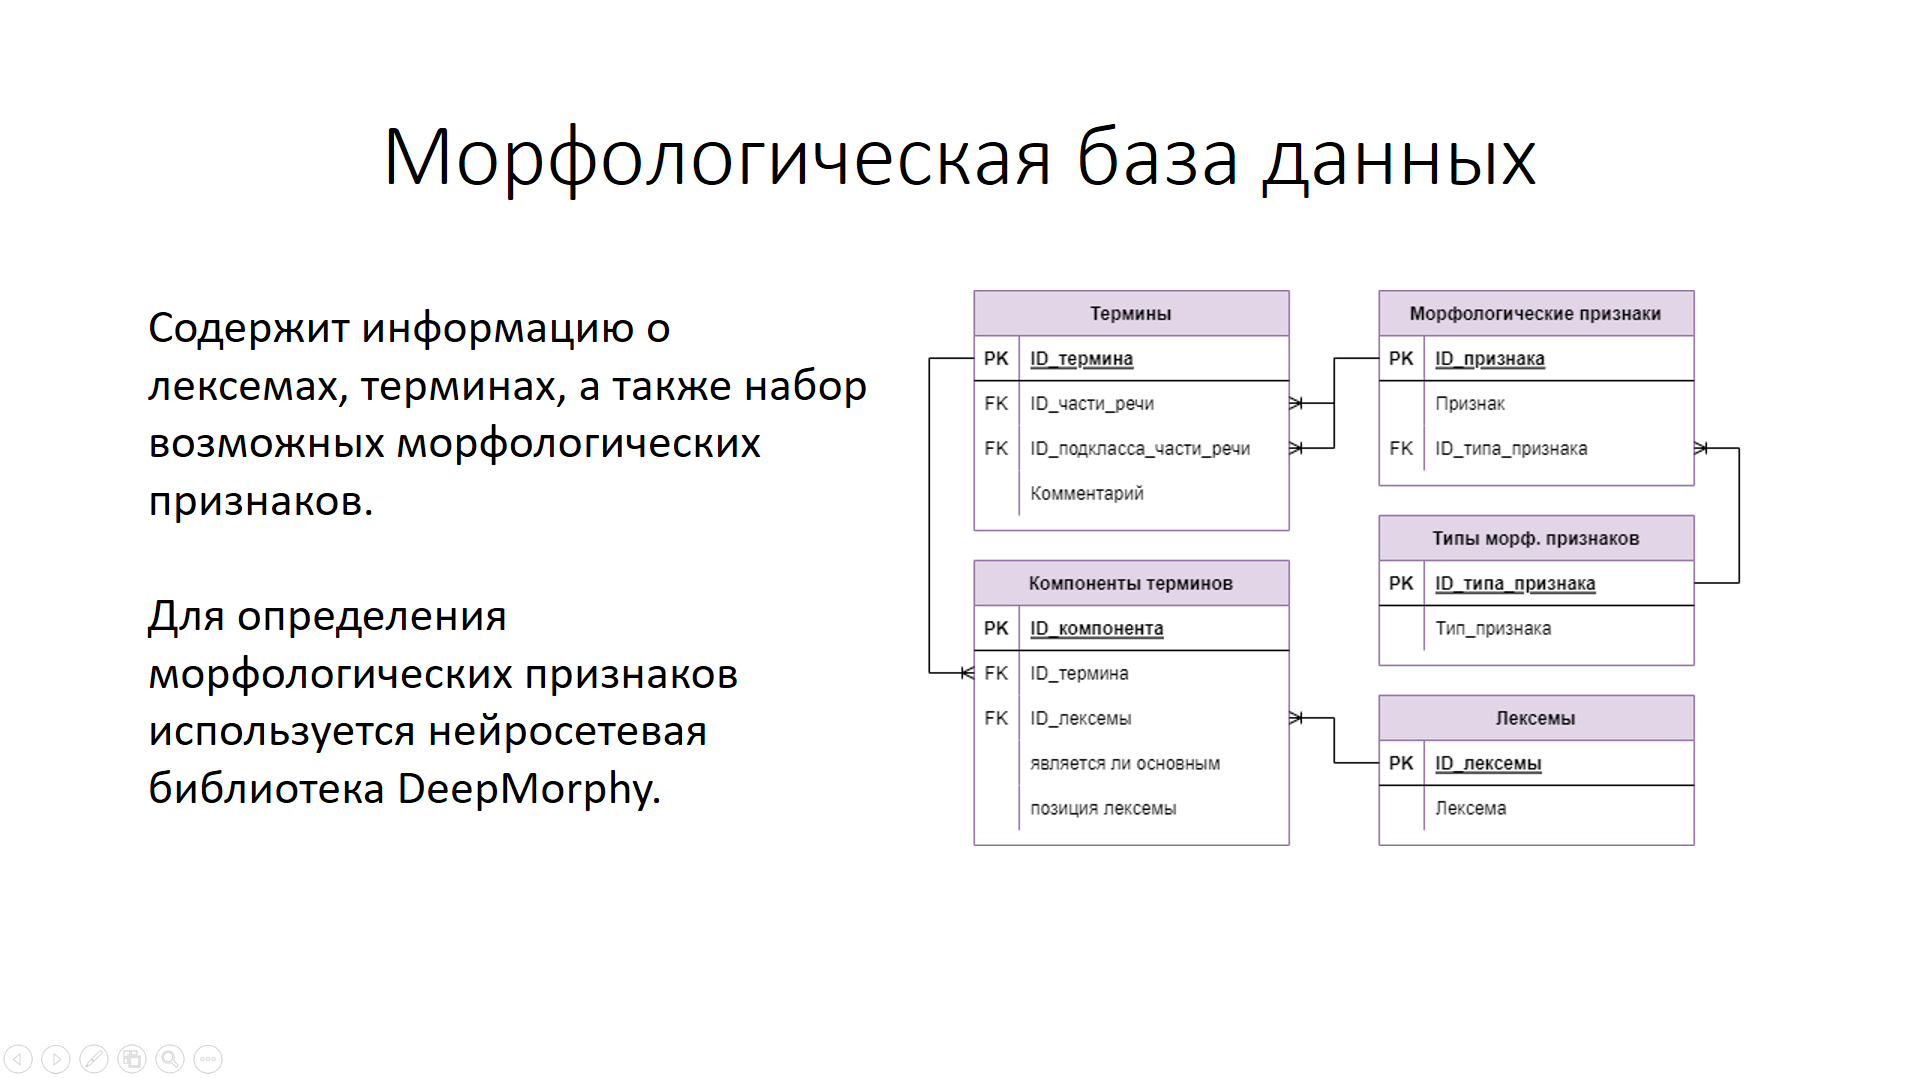 Морфологическая база данных
Содержит информацию о
лексемах, терминах, а также набор
возможных морфологических
признаков.
Для определения
морфологических признаков
используется нейросетевая
библиотека DeepMorphy.
Термины
PK ID_термина
FK ID_части_речи
FK ID_подкласса_части_речи
Комментарий
Компоненты терминов
PK ID_компонента
FK ID_термина
FK ID_лексемы
является ли основным
позиция лексемы
Морфологические признаки
PK ID_признака
Признак
FK ID_типа_признака
Типы морф. признаков
PK ID_типа_признака
Тип_признака
Лексемы
PK ID_лексемы
Лексема